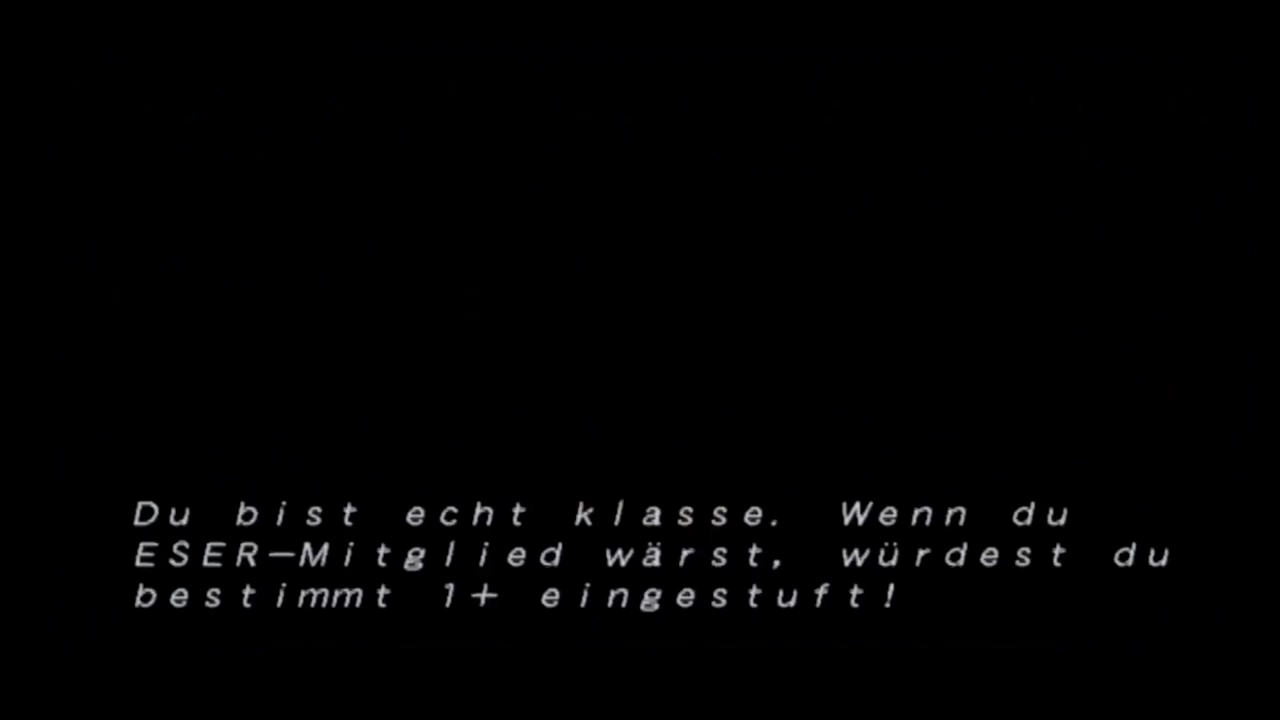 Du bist echt klasse. Wenn du
ESER-Mitglied wärst, würdest du
bestimmt 1+ eingestuft!